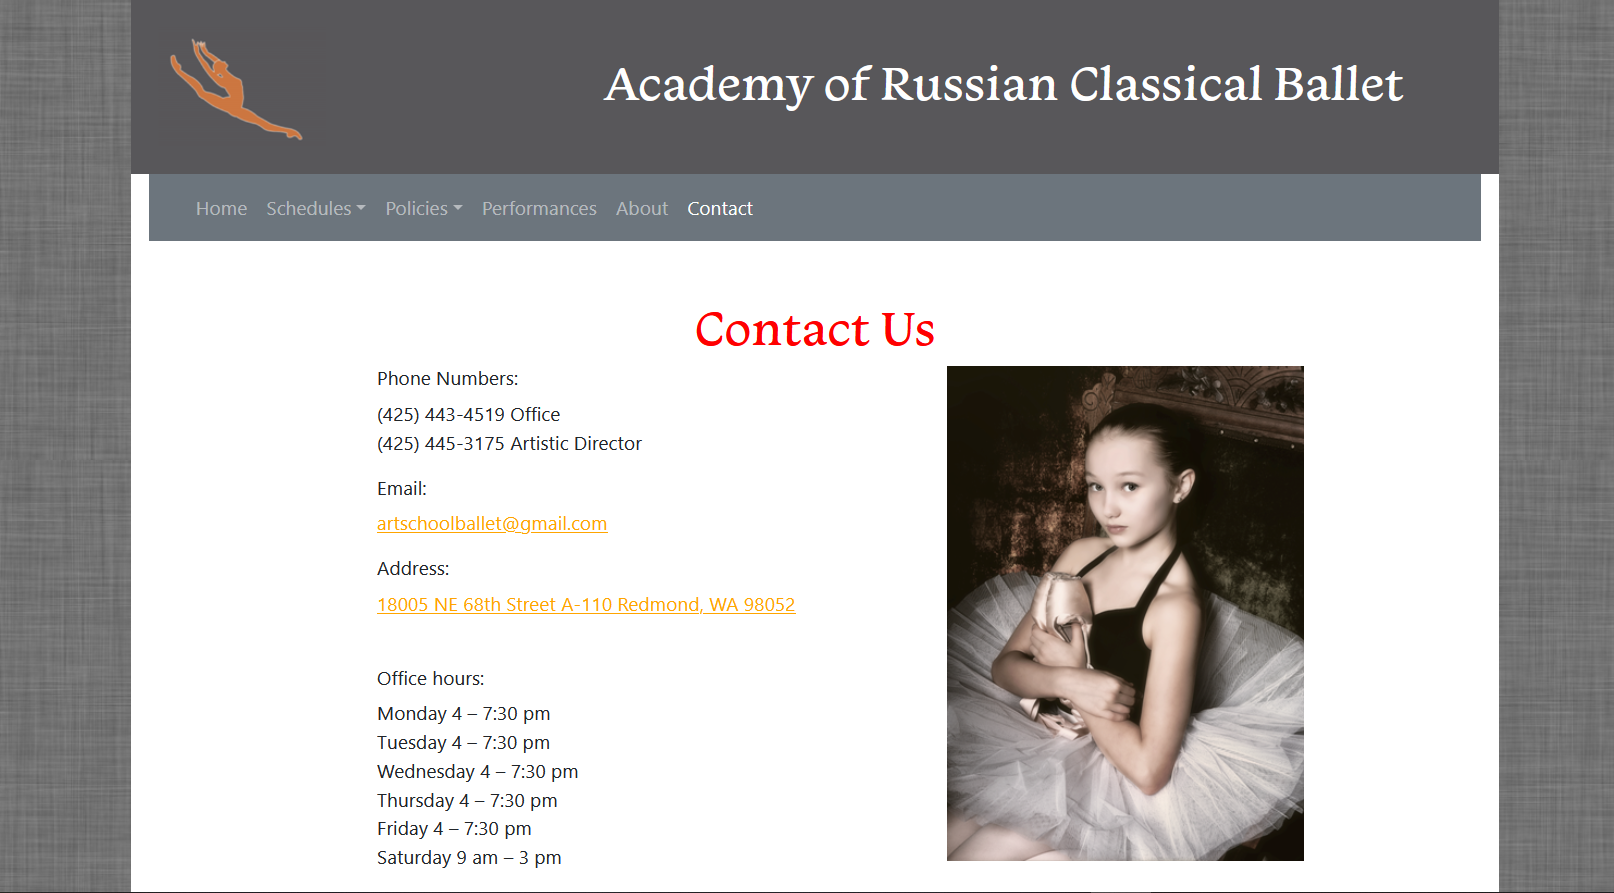 Academy of Russian Classical Ballet
Home Schedules Policies Performances About Contact
Contact Us
Phone Numbers:
(425) 443-4519 Office
(425) 445-3175 Artistic Director
Email:
artschoolballet@gmail.com
Address:
18005 NE 68th Street A-110 Redmond, WA 98052
Office hours:
Monday 4 – 7:30 pm
Tuesday 4 – 7:30 pm
Wednesday 4 – 7:30 pm
Thursday 4 – 7:30 pm
Friday 4 – 7:30 pm
Saturday 9 am – 3 pm